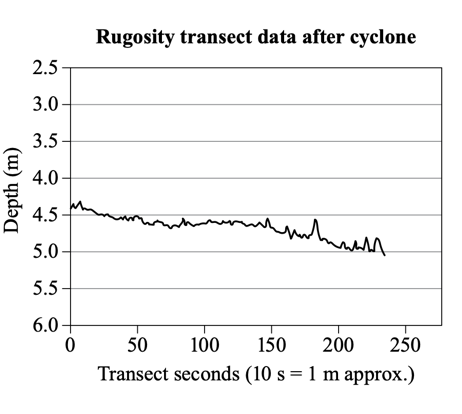 Rugosity transect data after cyclone
2.5
3.0
3.5
4.0
4.5
5.0
5.5
6.0
Depth (m)
0 50 100 150 200 250
Transect seconds (10 s = 1 m approx.)